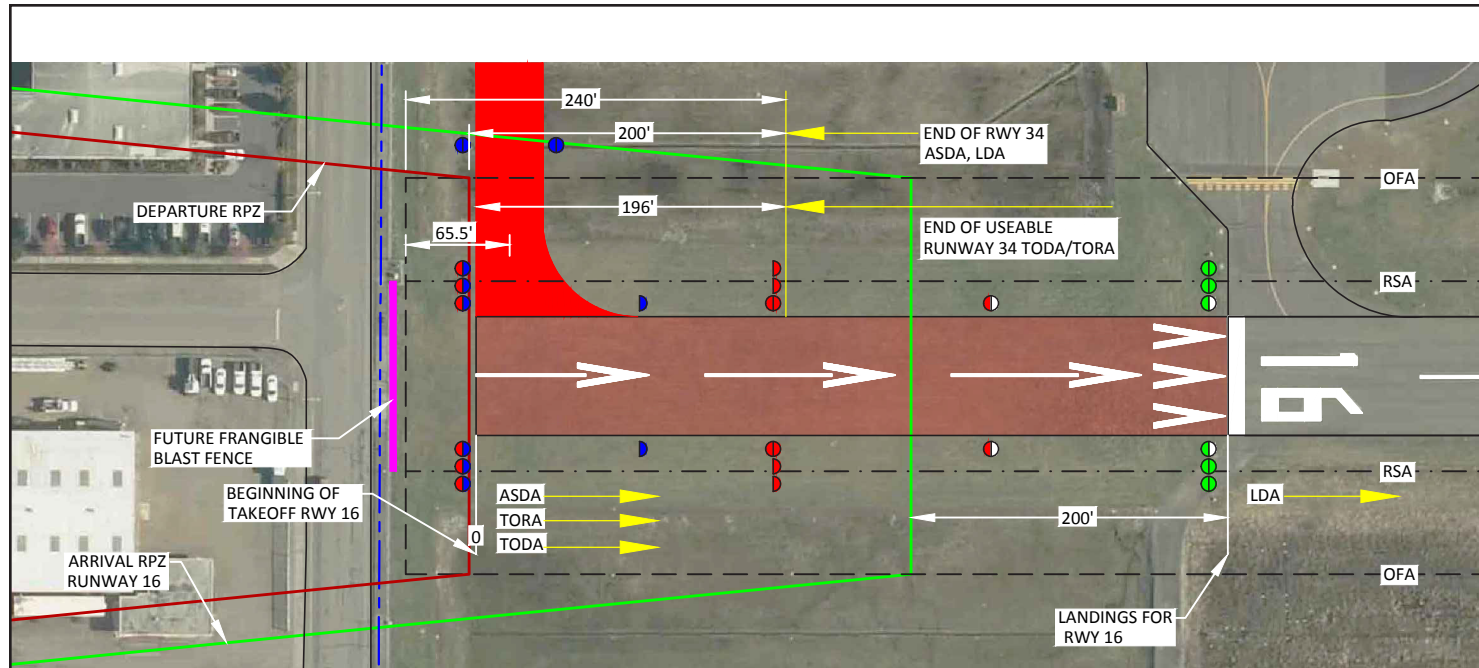 240'
200'
END OF RWY 34
ASDA, LDA
OFA
DEPARTURE RPZ
196'
END OF USEABLE
RUNWAY 34 TODA/TORA
65.5'
RSA
16
FUTURE FRANGIBLE
BLAST FENCE
RSA
BEGINNING OF
TAKEOFF RWY 16
ASDA
LDA
TORA
200'
0
TODA
ARRIVAL RPZ
RUNWAY 16
OFA
LANDINGS FOR
RWY 16